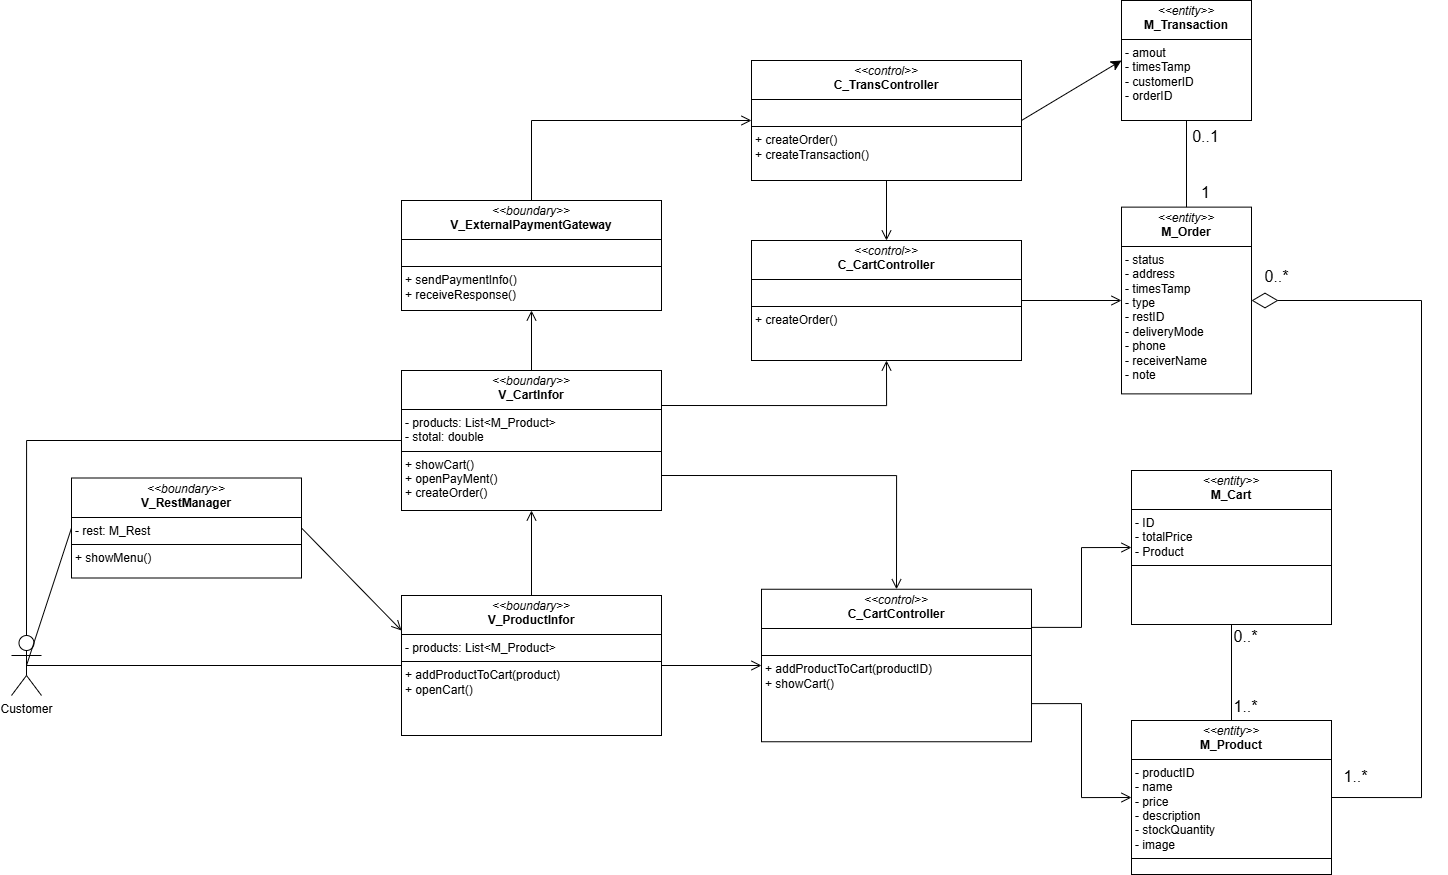 <<entity>>
M_Transaction
- amout
- timesTamp
- customerID
- orderID
<<control>>
C_TransController
+ createOrder()
+ createTransaction()
0..1
1
<<boundary>>
V_ExternalPaymentGateway
+ sendPaymentInfo()
+ receiveResponse()
<<control>>
C_CartController
+ createOrder()
<<entity>>
M_Order
- status
- address
- timesTamp
- type
- restID
- deliveryMode
- phone
- receiverName
- note
0..*
<<boundary>>
V_CartInfor
- products: List<M_Product>
- stotal: double
+ showCart()
+ openPayMent()
+ createOrder()
<<boundary>>
V_RestManager
- rest: M_Rest
+ showMenu()
<<entity>>
M_Cart
- ID
- totalPrice
- Product
<<boundary>>
V_ProductInfor
- products: List<M_Product>
+ addProductToCart(product)
+ openCart()
<<control>>
C_CartController
+ addProductToCart(productID)
+ showCart()
Customer
0..*
1..*
<<entity>>
M_Product
- productID
- name
- price
- description
- stockQuantity
- image
1..*